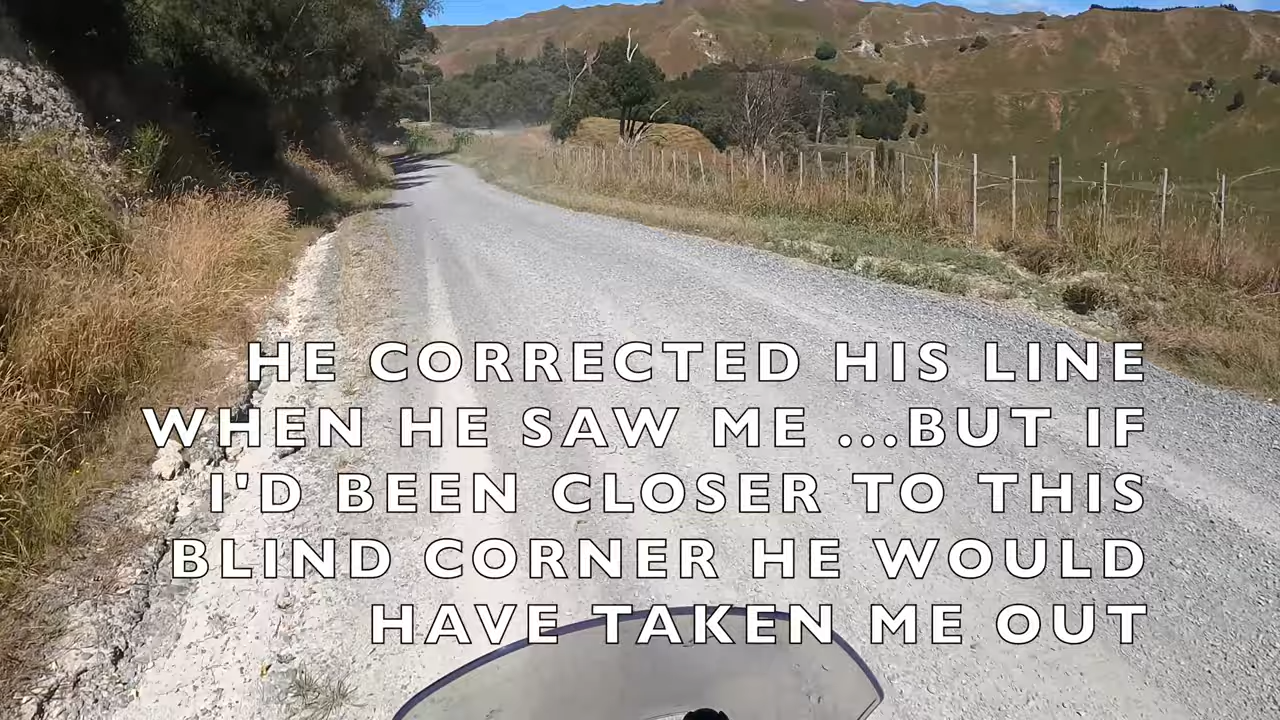 HE CORRECTED HIS LINE
WHEN HE SAW ME ...BUT IF
I'D BEEN CLOSER TO THIS
BLIND CORNER HE WOULD
HAVE TAKEN ME OUT